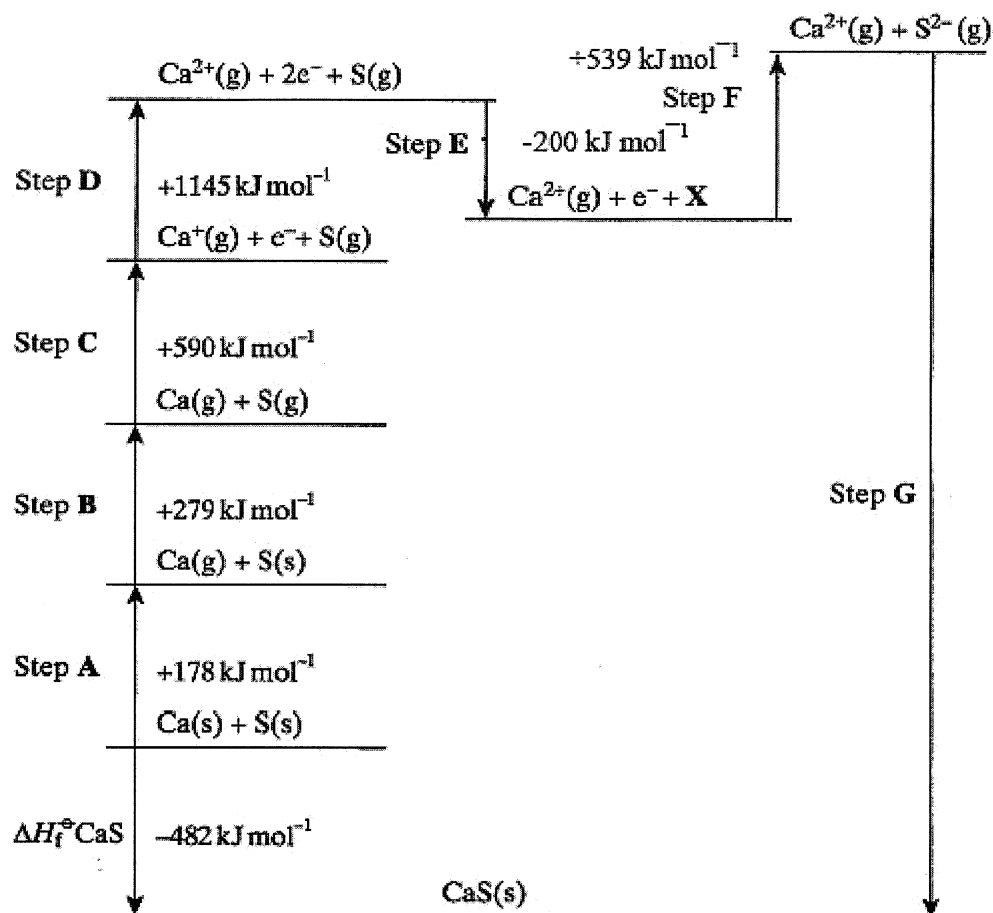 Ca²⁺(g) + S²⁻(g)
Ca²⁺(g) + 2e⁻ + S(g)
+539 kJ mol⁻¹
Step F
Step E
-200 kJ mol⁻¹
Step D
+1145 kJ mol⁻¹
Ca²⁺(g) + e⁻ + X
Ca⁺(g) + e⁻ + S(g)
Step C
+590 kJ mol⁻¹
Ca(g) + S(g)
Step B
+279 kJ mol⁻¹
Step G
Ca(g) + S(s)
Step A
+178 kJ mol⁻¹
Ca(s) + S(s)
ΔHf⦵CaS
–482 kJ mol⁻¹
CaS(s)